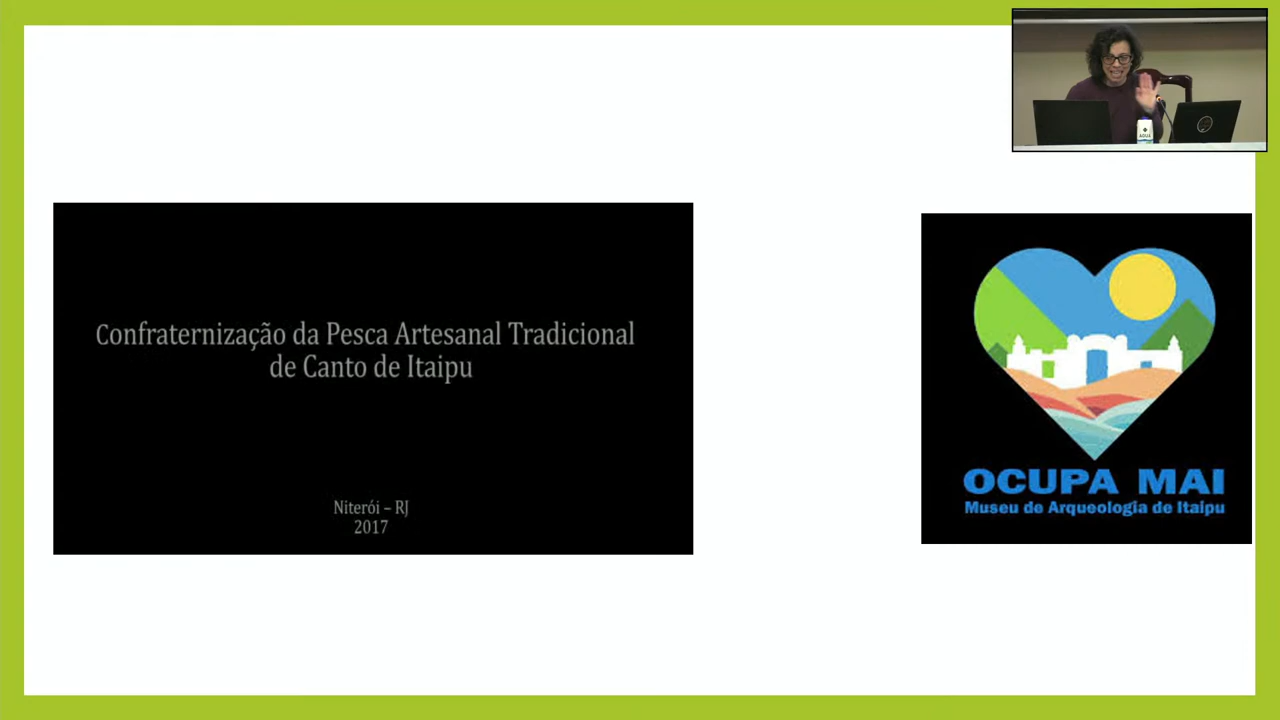 Confraternização da Pesca Artesanal Tradicional
de Canto de Itaipu
Niterói – RJ
2017
OCUPA MAI
Museu de Arqueologia de Itaipu